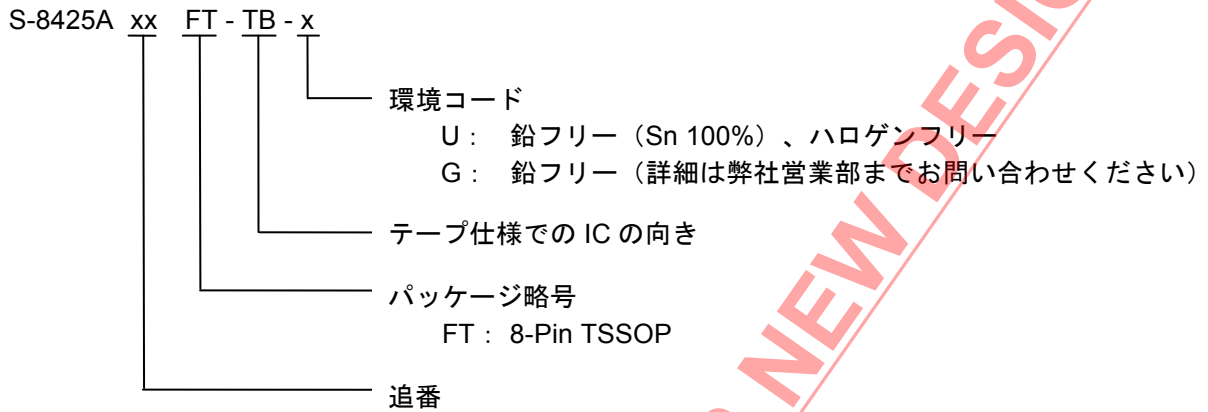 S-8425A xx FT - TB - x
環境コード
U : 鉛フリー（Sn 100%）、ハロゲンフリー
G : 鉛フリー（詳細は弊社営業部までお問い合わせください）
テープ仕様での IC の向き
パッケージ略号
FT : 8-Pin TSSOP
追番
NEW DESIG